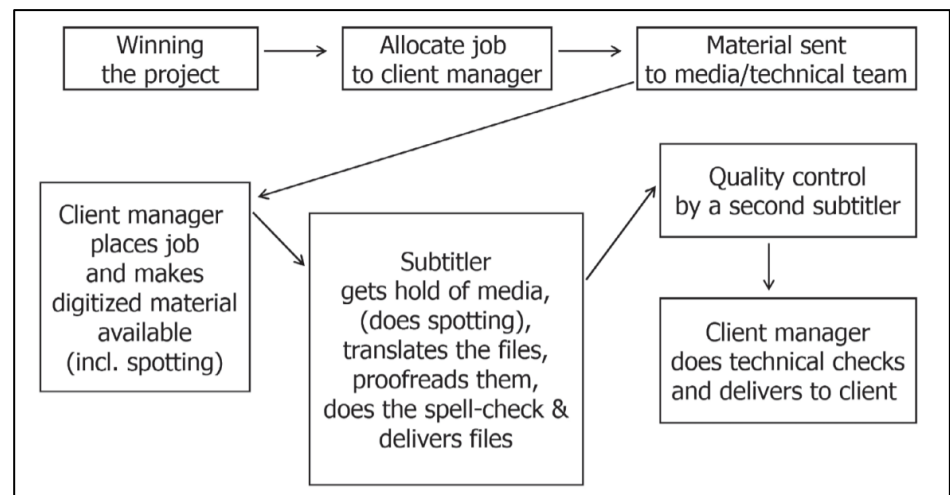 Winning
the project
Allocate job
to client manager
Material sent
to media/technical team
Client manager
places job
and makes
digitized material
available
(incl. spotting)
Subtitler
gets hold of media,
(does spotting),
translates the files,
proofreads them,
does the spell-check &
delivers files
Quality control
by a second subtitler
Client manager
does technical checks
and delivers to client